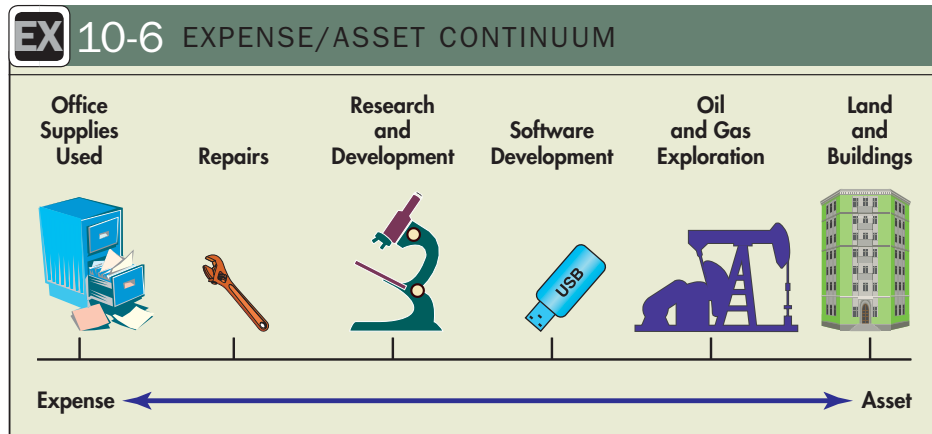 EX 10-6 EXPENSE/ASSET CONTINUUM
Office
Supplies
Used
Repairs
Research
and
Development
Software
Development
Oil
and Gas
Exploration
Land
and
Buildings
USB
Expense
Asset